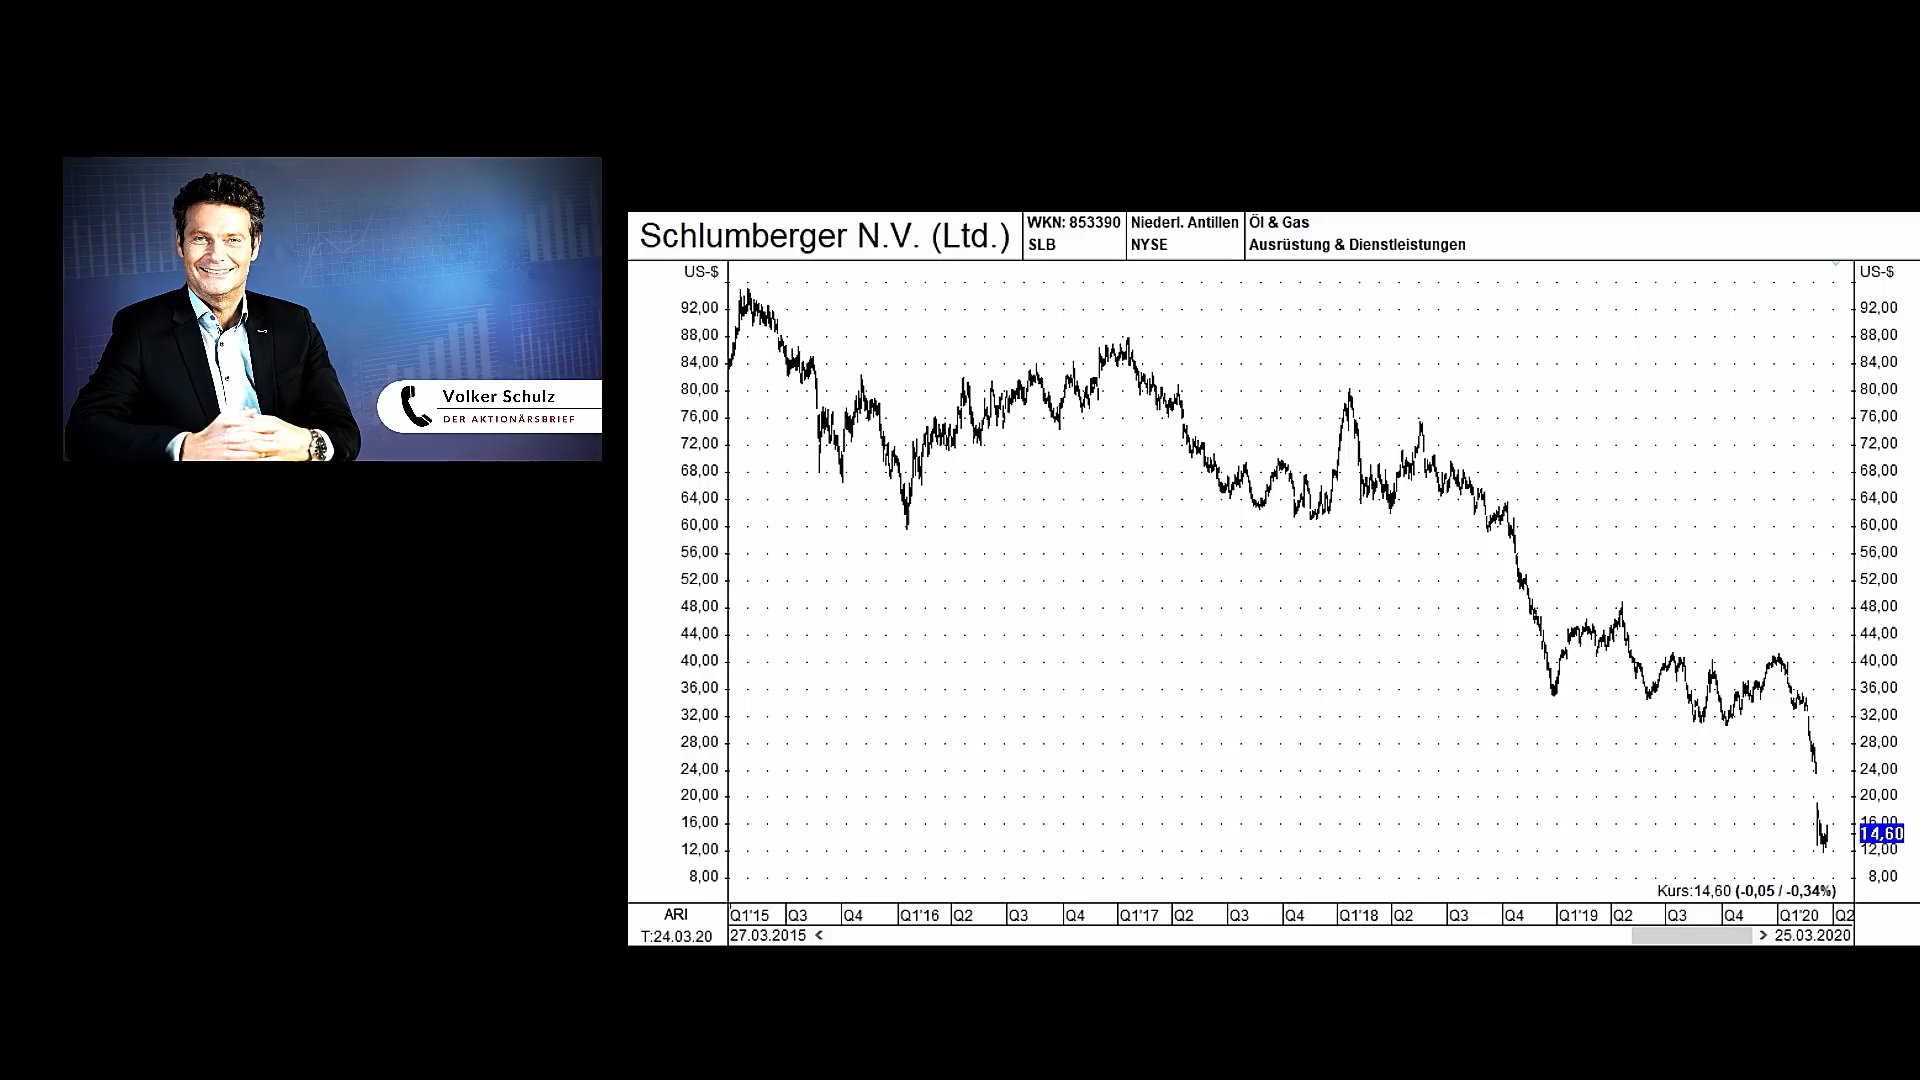 Volker Schulz
DER AKTIONÄRSBRIEF
Schlumberger N.V. (Ltd.)
WKN: 853390
SLB
Niederl. Antillen
NYSE
Öl & Gas
Ausrüstung & Dienstleistungen
US-$ US-$
92,00 92,00
88,00 88,00
84,00 84,00
80,00 80,00
76,00 76,00
72,00 72,00
68,00 68,00
64,00 64,00
60,00 60,00
56,00 56,00
52,00 52,00
48,00 48,00
44,00 44,00
40,00 40,00
36,00 36,00
32,00 32,00
28,00 28,00
24,00 24,00
20,00 20,00
16,00 16,00
14,60
12,00 12,00
8,00 8,00
Kurs:14,60 (-0,05 / -0,34%)
ARI Q1'15 Q3 Q4 Q1'16 Q2 Q3 Q4 Q1'17 Q2 Q3 Q4 Q1'18 Q2 Q3 Q4 Q1'19 Q2 Q3 Q4 Q1'20 Q2
T:24.03.20 27.03.2015 < > 25.03.2020